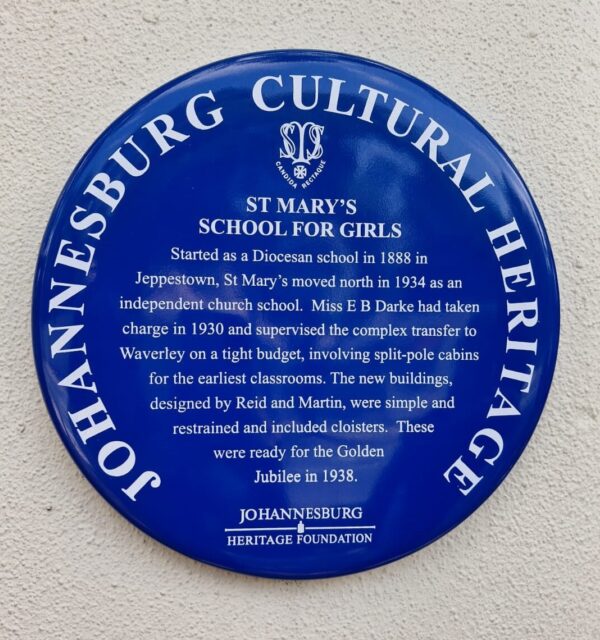 JOHANNESBURG CULTURAL HERITAGE
SMS
CANDIDA RECTAQUE
ST MARY'S
SCHOOL FOR GIRLS
Started as a Diocesan school in 1888 in
Jeppestown, St Mary's moved north in 1934 as an
independent church school. Miss E B Darke had taken
charge in 1930 and supervised the complex transfer to
Waverley on a tight budget, involving split-pole cabins
for the earliest classrooms. The new buildings,
designed by Reid and Martin, were simple and
restrained and included cloisters. These
were ready for the Golden
Jubilee in 1938.
JOHANNESBURG
HERITAGE FOUNDATION